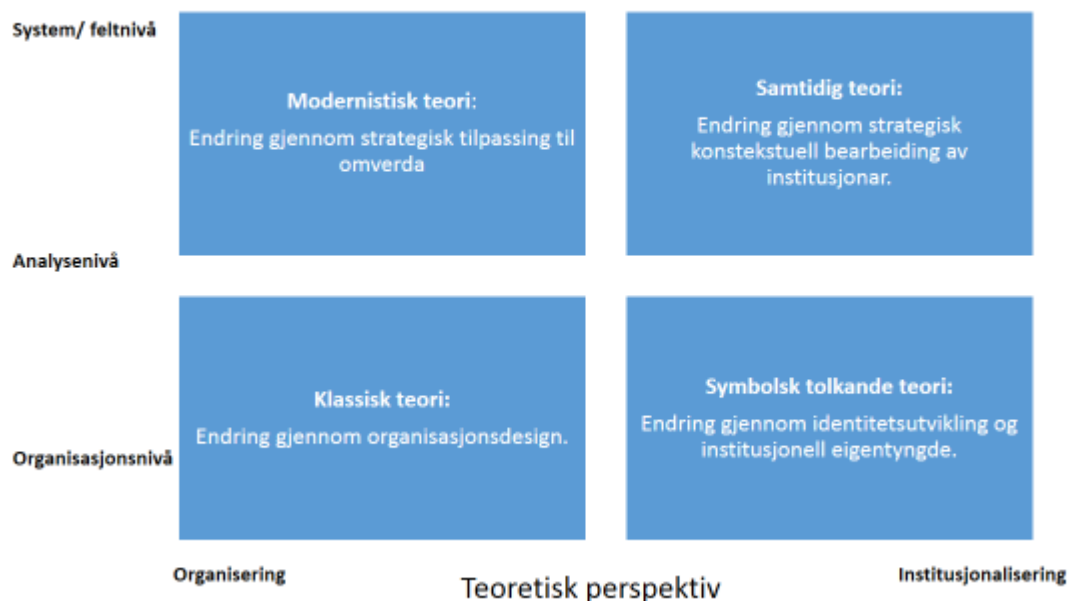 System/ feltnivå
Modernistisk teori:
Endring gjennom strategisk tilpassing til
omverda
Samtidig teori:
Endring gjennom strategisk
konstekstuell bearbeiding av
institusjonar.
Analysenivå
Klassisk teori:
Endring gjennom organisasjonsdesign.
Symbolsk tolkande teori:
Endring gjennom identitetsutvikling og
institusjonell eigentyngde.
Organisasjonsnivå
Organisering
Teoretisk perspektiv
Institusjonalisering